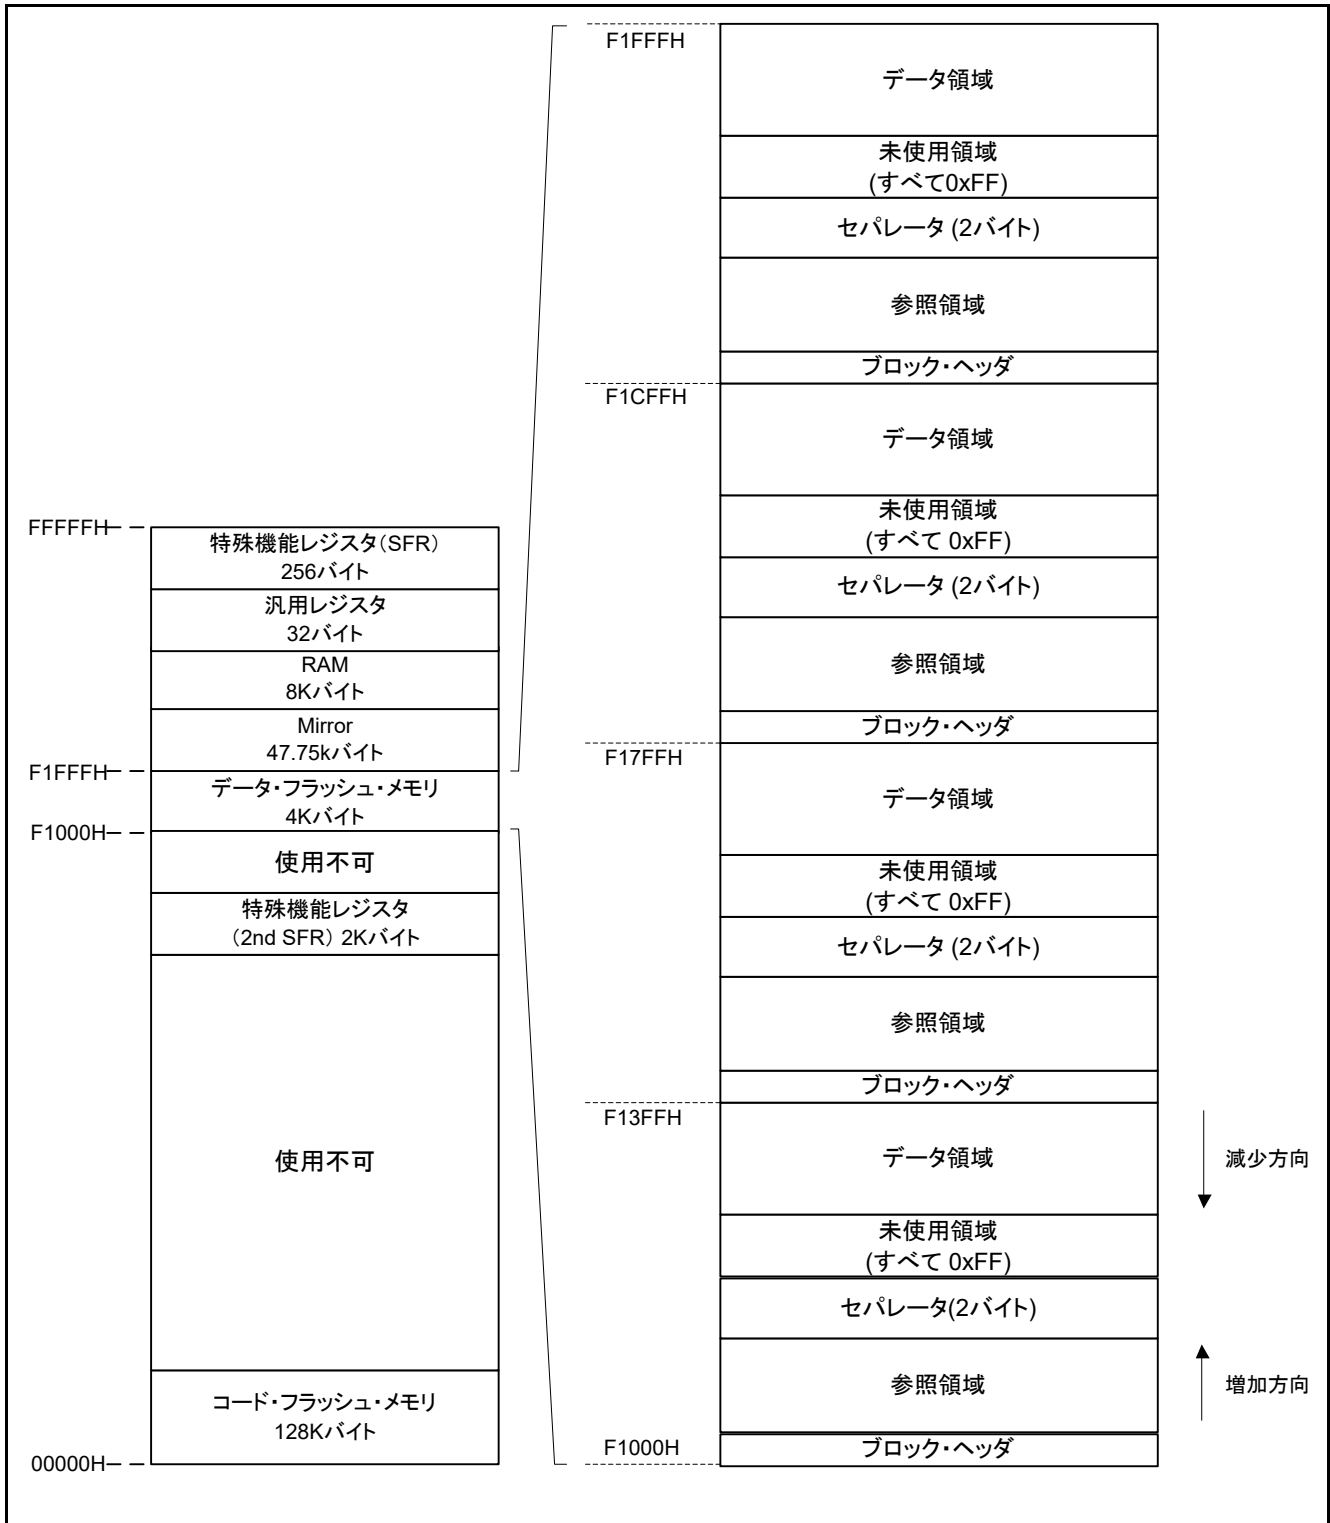 FFFFFH
特殊機能レジスタ(SFR)
256バイト
汎用レジスタ
32バイト
RAM
8Kバイト
Mirror
47.75kバイト
F1FFFH
データ・フラッシュ・メモリ
4Kバイト
F1000H
使用不可
特殊機能レジスタ
(2nd SFR) 2Kバイト
使用不可
コード・フラッシュ・メモリ
128Kバイト
00000H
F1FFFH
データ領域
未使用領域
(すべて0xFF)
セパレータ (2バイト)
参照領域
ブロック・ヘッダ
F1CFFH
データ領域
未使用領域
(すべて 0xFF)
セパレータ (2バイト)
参照領域
ブロック・ヘッダ
F17FFH
データ領域
未使用領域
(すべて 0xFF)
セパレータ (2バイト)
参照領域
ブロック・ヘッダ
F13FFH
データ領域
減少方向
未使用領域
(すべて 0xFF)
セパレータ(2バイト)
参照領域
増加方向
F1000H
ブロック・ヘッダ